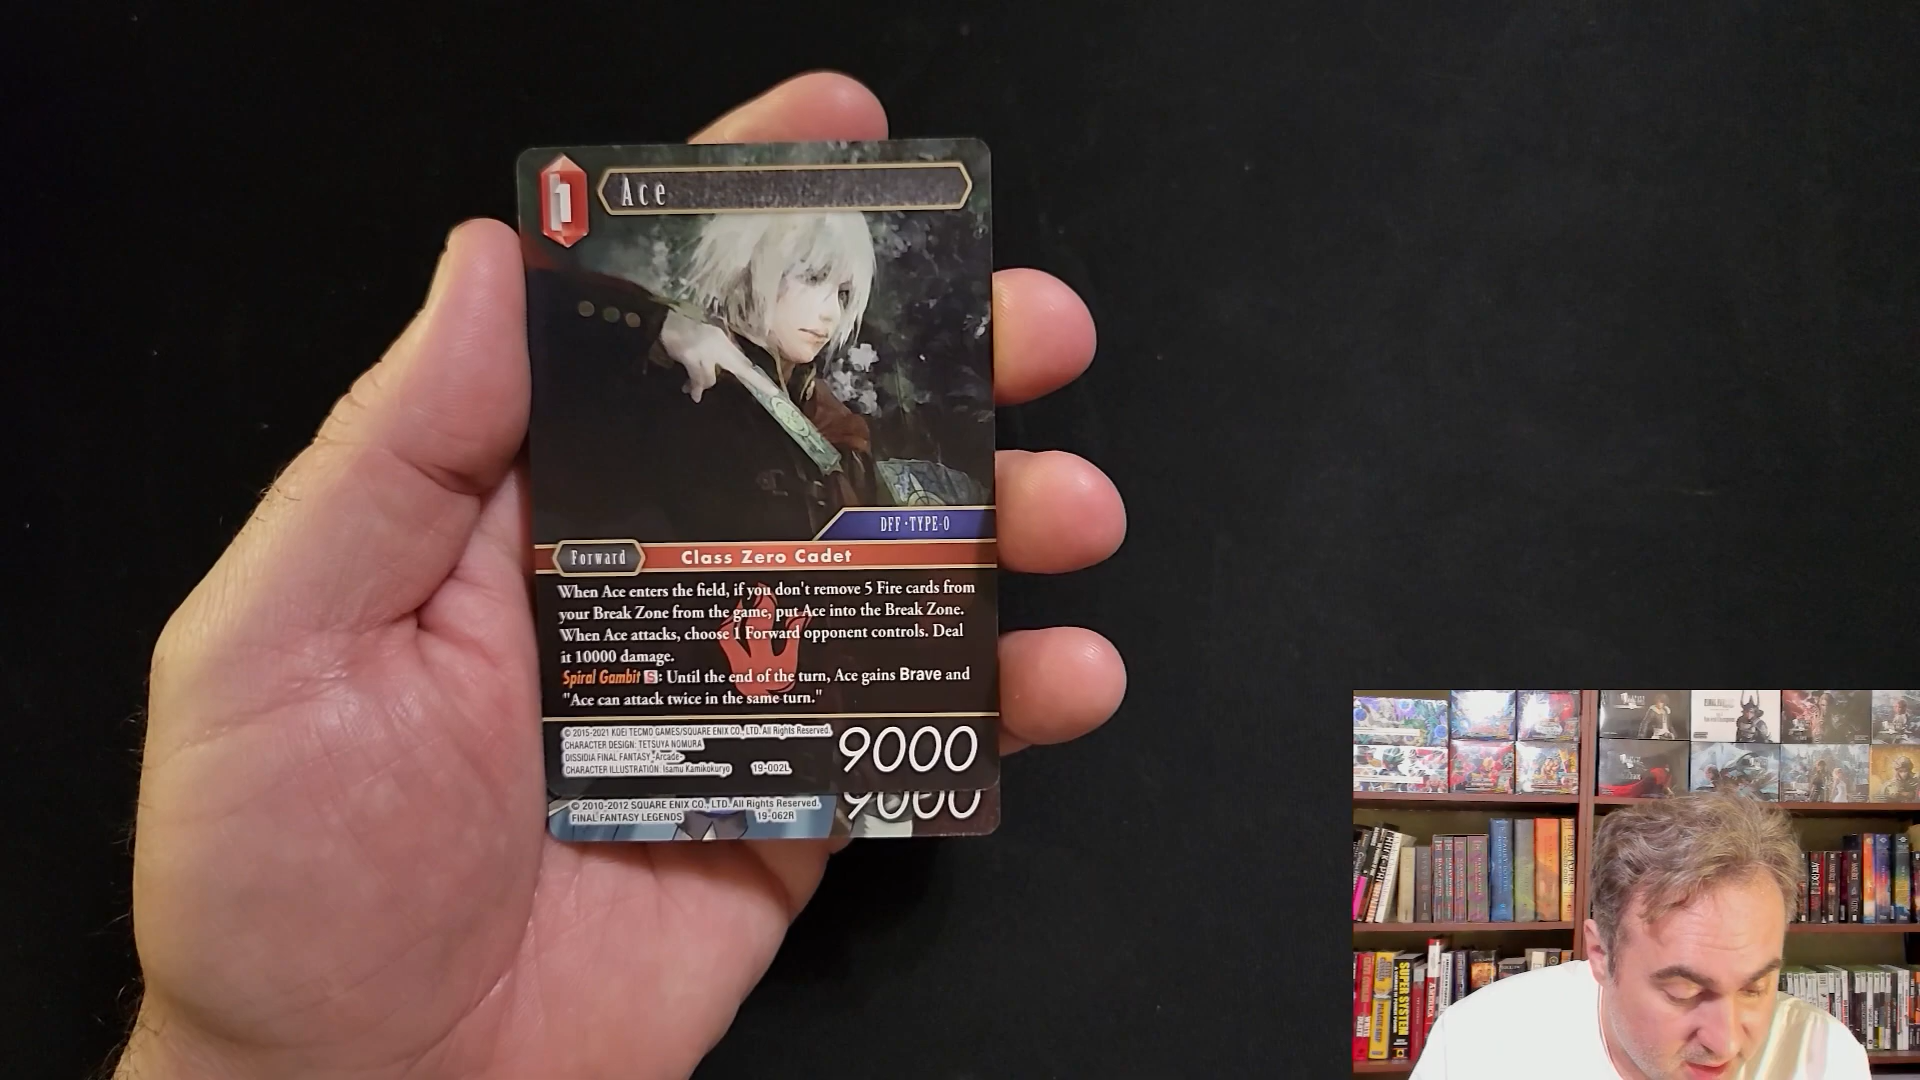 1
Ace
DFF·TYPE-0
Forward
Class Zero Cadet
When Ace enters the field, if you don't remove 5 Fire cards from
your Break Zone from the game, put Ace into the Break Zone.
When Ace attacks, choose 1 Forward opponent controls. Deal
it 10000 damage.
Spiral Gambit S: Until the end of the turn, Ace gains Brave and
"Ace can attack twice in the same turn."
© 2015-2021 KOEI TECMO GAMES/SQUARE ENIX CO., LTD. All Rights Reserved.
CHARACTER DESIGN: TETSUYA NOMURA
DISSIDIA FINAL FANTASY -Arcade-
CHARACTER ILLUSTRATION: Isamu Kamikokuryo
19-002L
9000
© 2010-2012 SQUARE ENIX CO., LTD. All Rights Reserved.
FINAL FANTASY LEGENDS
19-062R
9000
SUPER SYSTEM